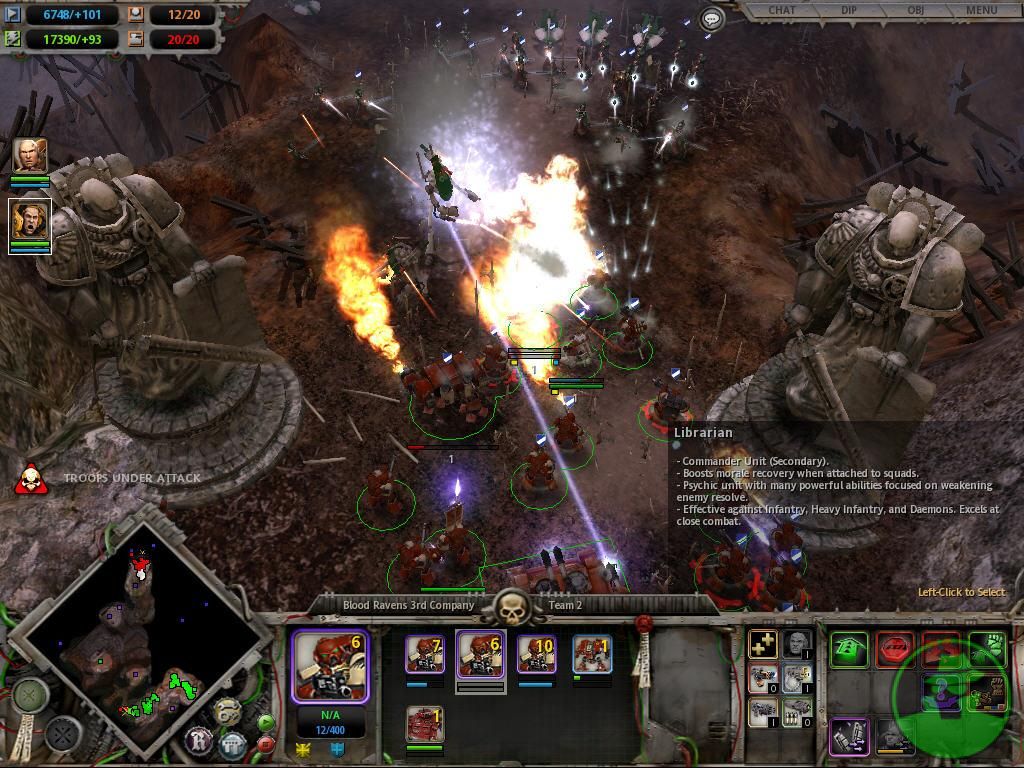 6748/+101
12/20
17390/+93
20/20
CHAT
DIP
OBJ
MENU
1
1
Librarian
- Commander Unit (Secondary).
- Boosts morale recovery when attached to squads.
- Psychic unit with many powerful abilities focused on weakening
enemy resolve.
- Effective against Infantry, Heavy Infantry, and Daemons. Excels at
close combat.
TROOPS UNDER ATTACK
Left-Click to Select
Blood Ravens 3rd Company
Team 2
6
7
6
10
1
N/A
12/400
1
1
0
1
1
0
R